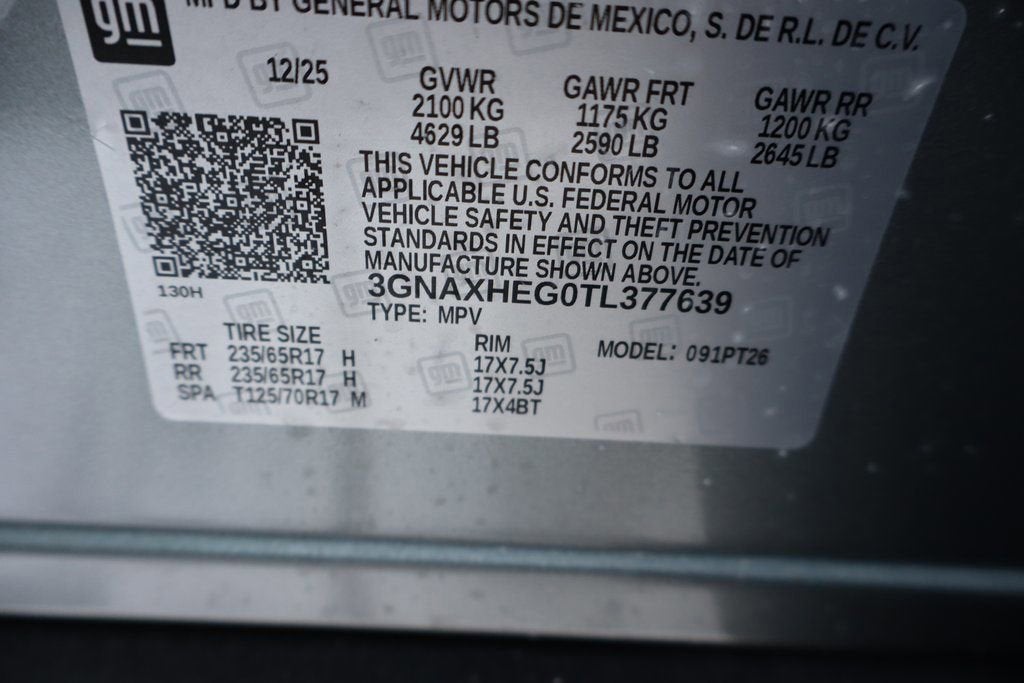 gm
MFD BY GENERAL MOTORS DE MEXICO, S. DE R.L. DE C.V.
12/25
GVWR GAWR FRT GAWR RR
2100 KG 1175 KG 1200 KG
4629 LB 2590 LB 2645 LB
THIS VEHICLE CONFORMS TO ALL
APPLICABLE U.S. FEDERAL MOTOR
VEHICLE SAFETY AND THEFT PREVENTION
STANDARDS IN EFFECT ON THE DATE OF
MANUFACTURE SHOWN ABOVE.
130H
3GNAXHEG0TL377639
TYPE: MPV
TIRE SIZE RIM MODEL: 091PT26
FRT 235/65R17 H 17X7.5J
RR 235/65R17 H 17X7.5J
SPA T125/70R17 M 17X4BT